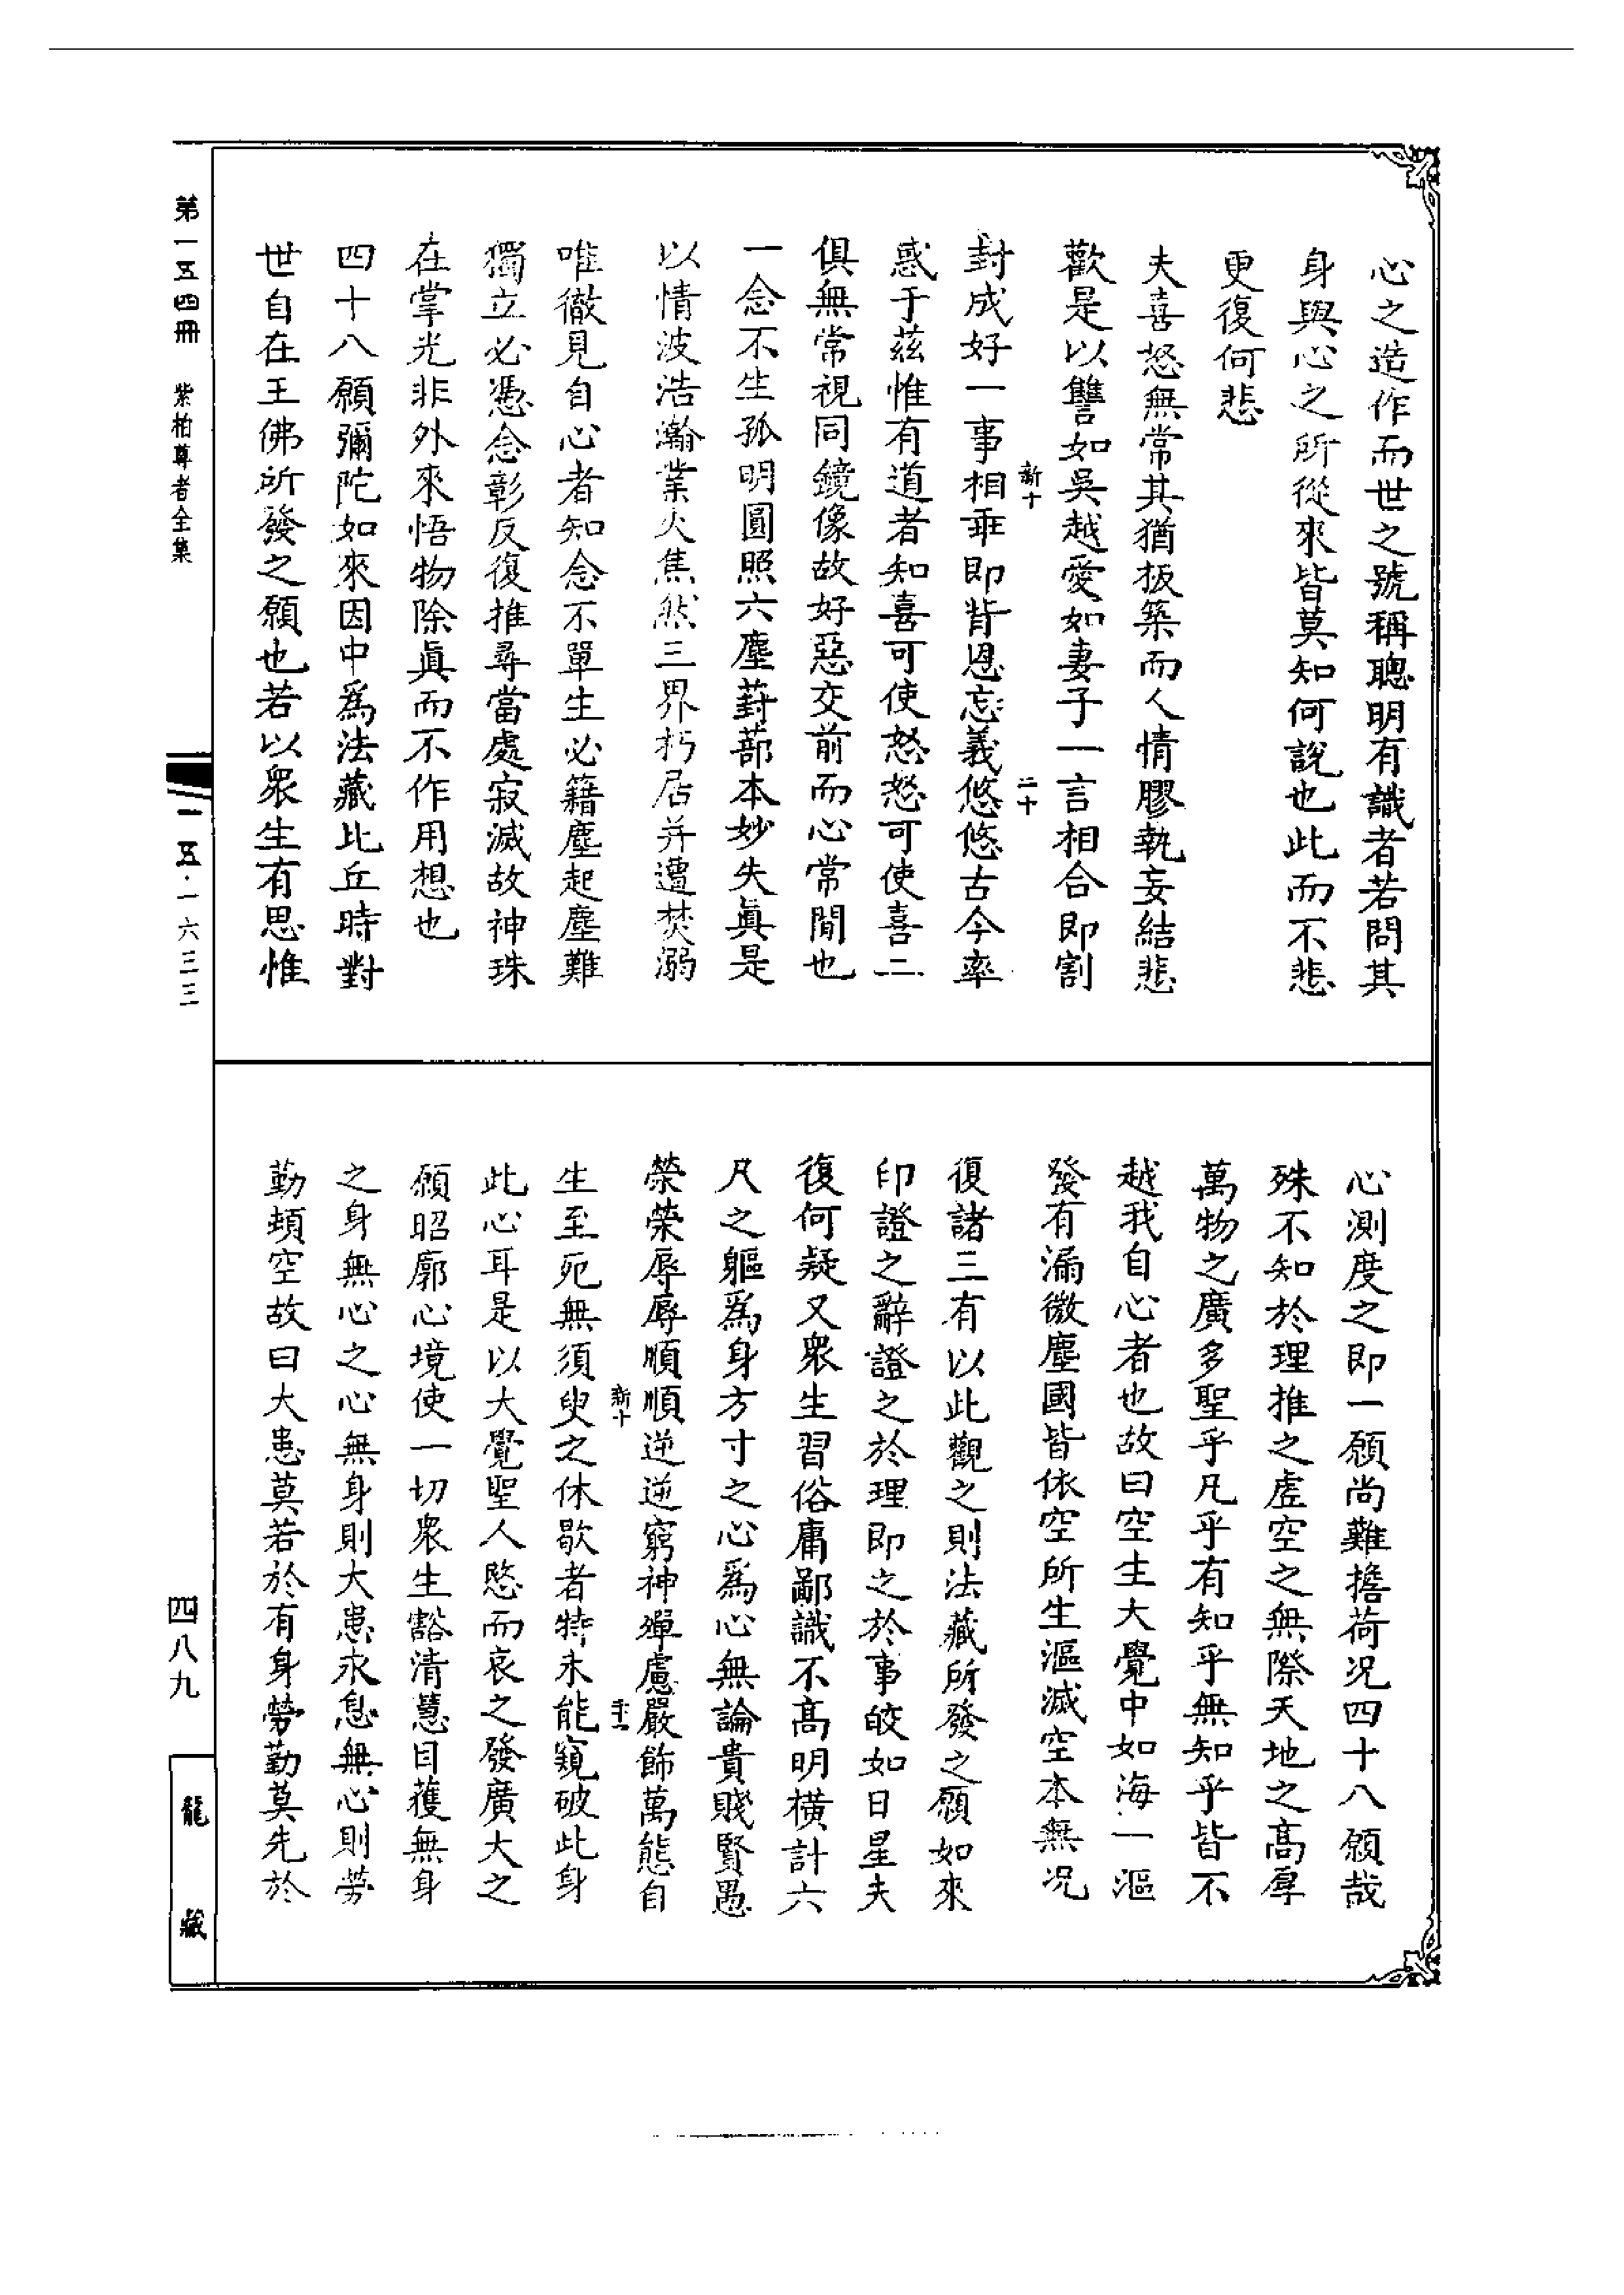 心之造作而世之號稱聰明有識者若問其
身與心之所從來皆莫知何說也此而不悲
更復何悲
夫喜怒無常其猶扳築而人情膠執妄結悲
歡是以讐如吳越愛如妻子一言相合即割
新十
二十
封成好一事相乖即背恩忘義悠悠古今率
惑于茲惟有道者知喜可使怒怒可使喜二
俱無常視同鏡像故好惡交前而心常閒也
一念不生孤明圓照六塵葑蔀本妙失眞是
以情波浩瀚業火焦然三界朽居并遭焚溺
唯徹見自心者知念不單生必籍塵起塵難
獨立必憑念彰反復推尋當處寂滅故神珠
在掌光非外來悟物除眞而不作用想也
四十八願彌陀如來因中爲法藏比丘時對
世自在王佛所發之願也若以衆生有思惟
心測度之即一願尚難擔荷况四十八願哉
殊不知於理推之虛空之無際天地之高厚
萬物之廣多聖乎凡乎有知乎無知乎皆不
越我自心者也故曰空生大覺中如海一漚
發有漏微塵國皆依空所生漚滅空本無况
復諸三有以此觀之則法藏所發之願如來
印證之辭證之於理即之於事皎如日星夫
復何疑又衆生習俗庸鄙識不高明橫計六
尺之軀爲身方寸之心爲心無論貴賤賢愚
榮榮辱辱順順逆逆窮神殫慮嚴飾萬態自
新十
生至死無須臾之休歇者特未能窺破此身
此心耳是以大覺聖人愍而哀之發廣大之
願昭廓心境使一切衆生豁清慧目獲無身
之身無心之心無身則大患永息無心則勞
勤頓空故曰大患莫若於有身勞勤莫先於
第一五四冊
紫柏尊者全集
一五·一六三三
四八九
龍藏